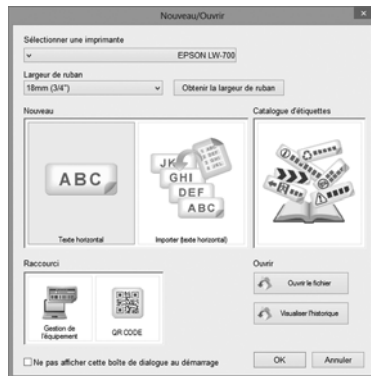 Nouveau/Ouvrir
Sélectionner une imprimante
EPSON LW-700
Largeur de ruban
18mm (3/4")
Obtenir la largeur de ruban
Nouveau
Catalogue d'étiquettes
ABC
JK
GHI
DEF
ABC
Texte horizontal
Importer (texte horizontal)
Raccourci
Ouvrir
Gestion de
l'équipement
QR CODE
Ouvrir le fichier
Visualiser l'historique
Ne pas afficher cette boîte de dialogue au démarrage
OK
Annuler